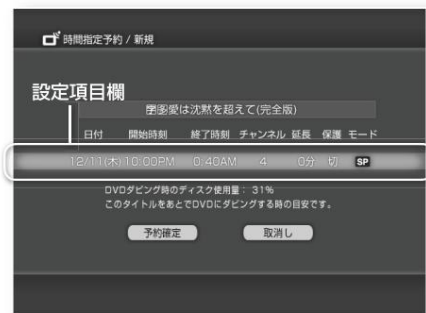 時間指定予約 / 新規
設定項目欄
愛は沈黙を超えて(完全版)
日付 開始時刻 終了時刻 チャンネル 延長 保護 モード
12/11(木) 10:00PM 0:40AM 4 0分 切 SP
DVDダビング時のディスク使用量： 31%
このタイトルをあとでDVDにダビングする時の目安です。
予約確定 取消し